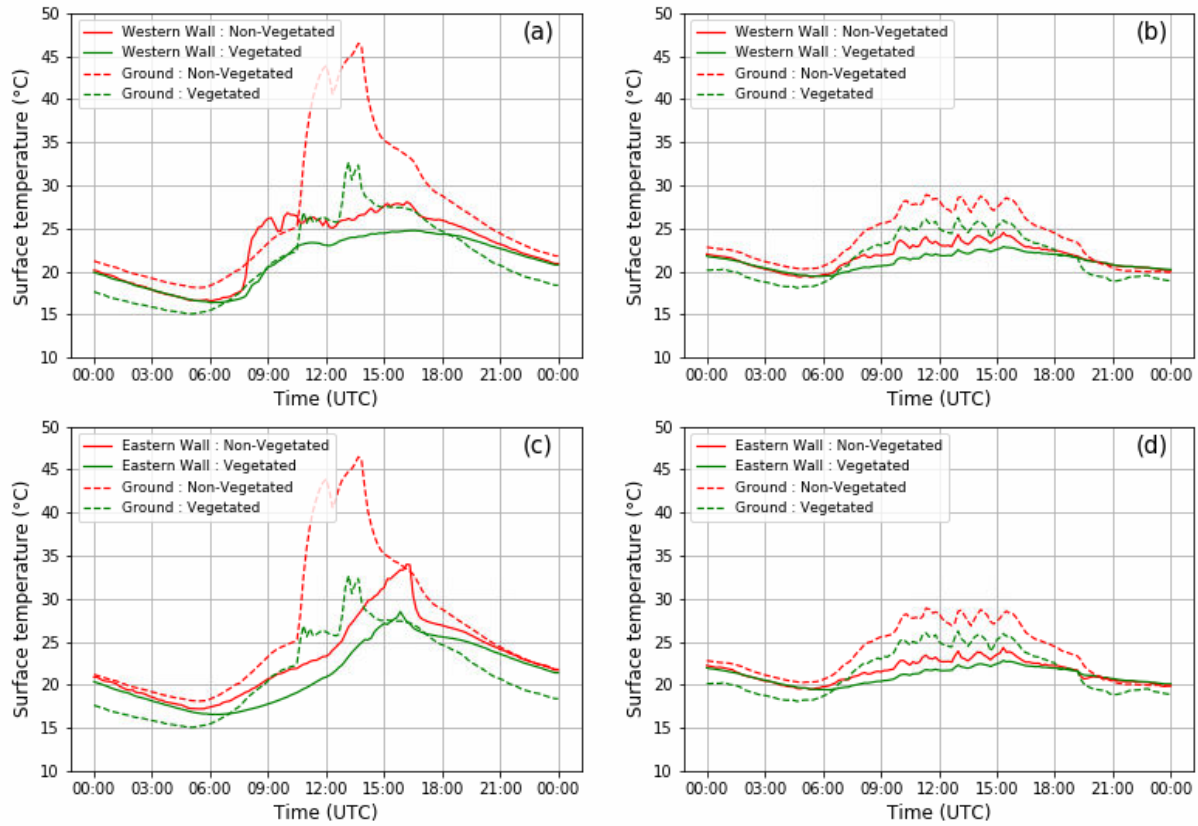 (a)
Western Wall : Non-Vegetated
Western Wall : Vegetated
Ground : Non-Vegetated
Ground : Vegetated
Surface temperature (°C)
50
45
40
35
30
25
20
15
10
00:00 03:00 06:00 09:00 12:00 15:00 18:00 21:00 00:00
Time (UTC)
(b)
Western Wall : Non-Vegetated
Western Wall : Vegetated
Ground : Non-Vegetated
Ground : Vegetated
Surface temperature (°C)
50
45
40
35
30
25
20
15
10
00:00 03:00 06:00 09:00 12:00 15:00 18:00 21:00 00:00
Time (UTC)
(c)
Eastern Wall : Non-Vegetated
Eastern Wall : Vegetated
Ground : Non-Vegetated
Ground : Vegetated
Surface temperature (°C)
50
45
40
35
30
25
20
15
10
00:00 03:00 06:00 09:00 12:00 15:00 18:00 21:00 00:00
Time (UTC)
(d)
Eastern Wall : Non-Vegetated
Eastern Wall : Vegetated
Ground : Non-Vegetated
Ground : Vegetated
Surface temperature (°C)
50
45
40
35
30
25
20
15
10
00:00 03:00 06:00 09:00 12:00 15:00 18:00 21:00 00:00
Time (UTC)